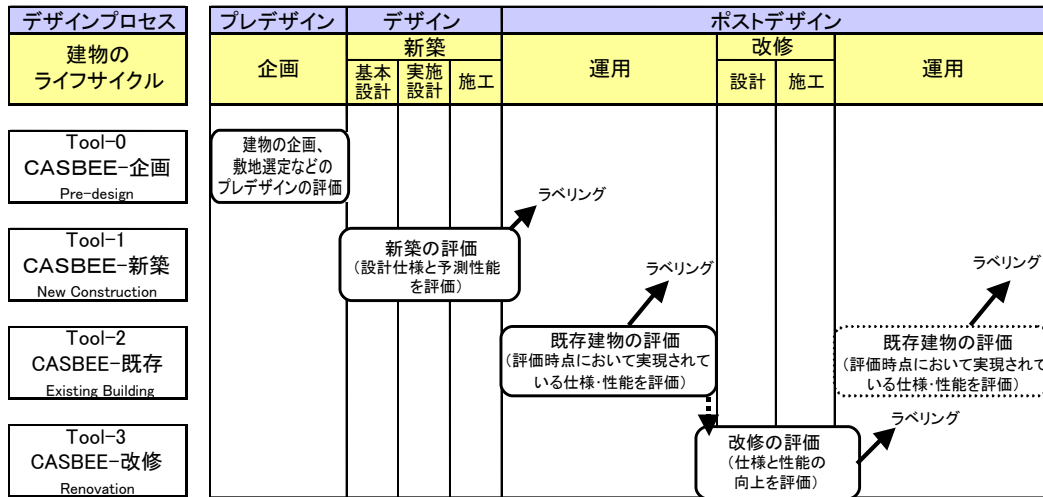 デザインプロセス
プレデザイン
デザイン
ポストデザイン
建物の
ライフサイクル
企画
新築
基本
設計
実施
設計
施工
運用
改修
設計
施工
運用
Tool-0
CASBEE-企画
Pre-design
建物の企画、
敷地選定などの
プレデザインの評価
ラベリング
Tool-1
CASBEE-新築
New Construction
新築の評価
(設計仕様と予測性能
を評価)
ラベリング
ラベリング
Tool-2
CASBEE-既存
Existing Building
既存建物の評価
(評価時点において実現されて
いる仕様・性能を評価)
既存建物の評価
(評価時点において実現されて
いる仕様・性能を評価)
Tool-3
CASBEE-改修
Renovation
改修の評価
(仕様と性能の
向上を評価)
ラベリング